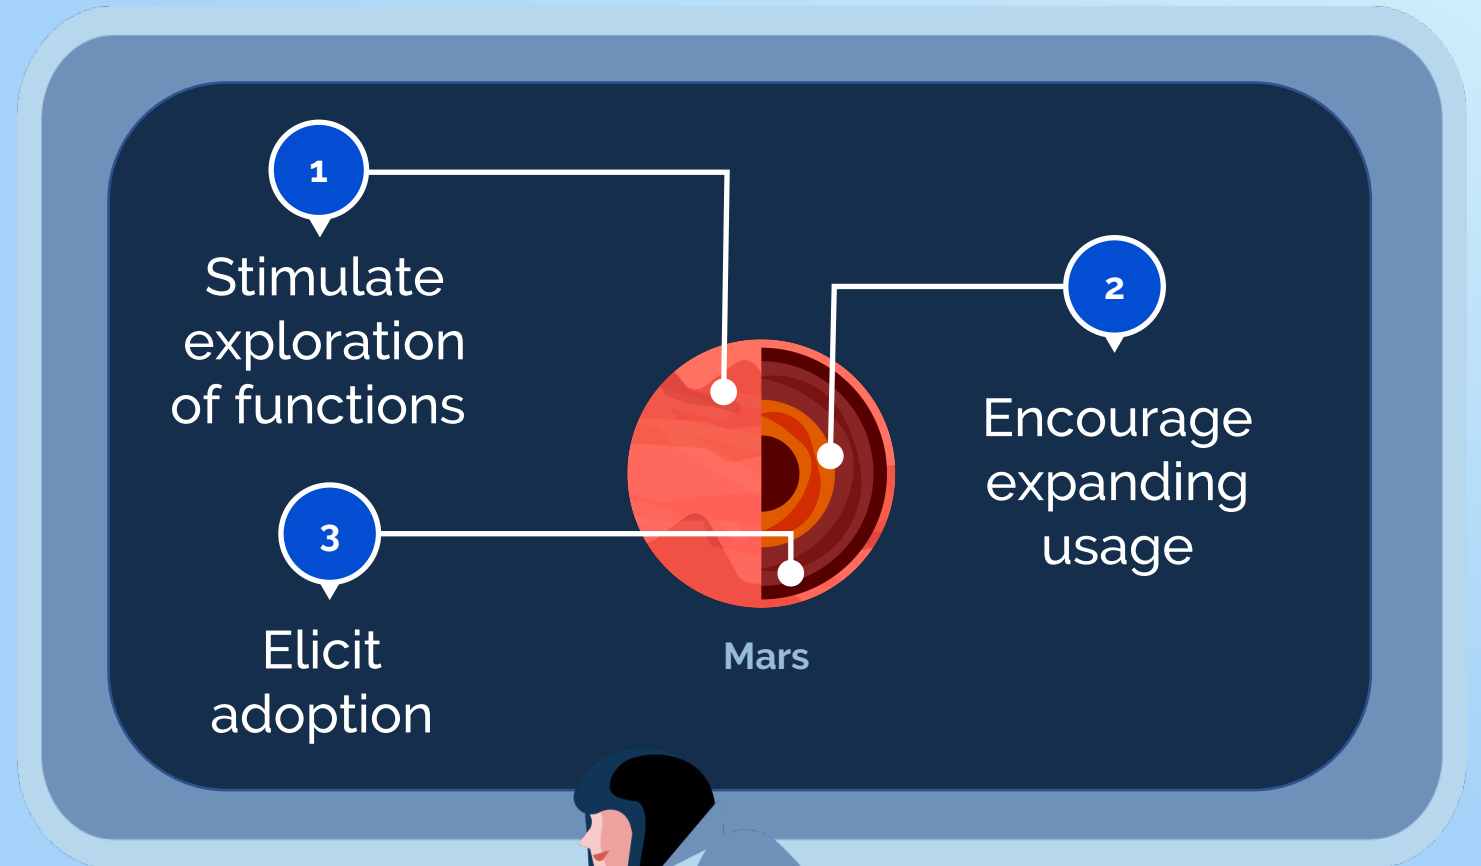 1
Stimulate
exploration
of functions
2
Encourage
expanding
usage
3
Elicit
adoption
Mars